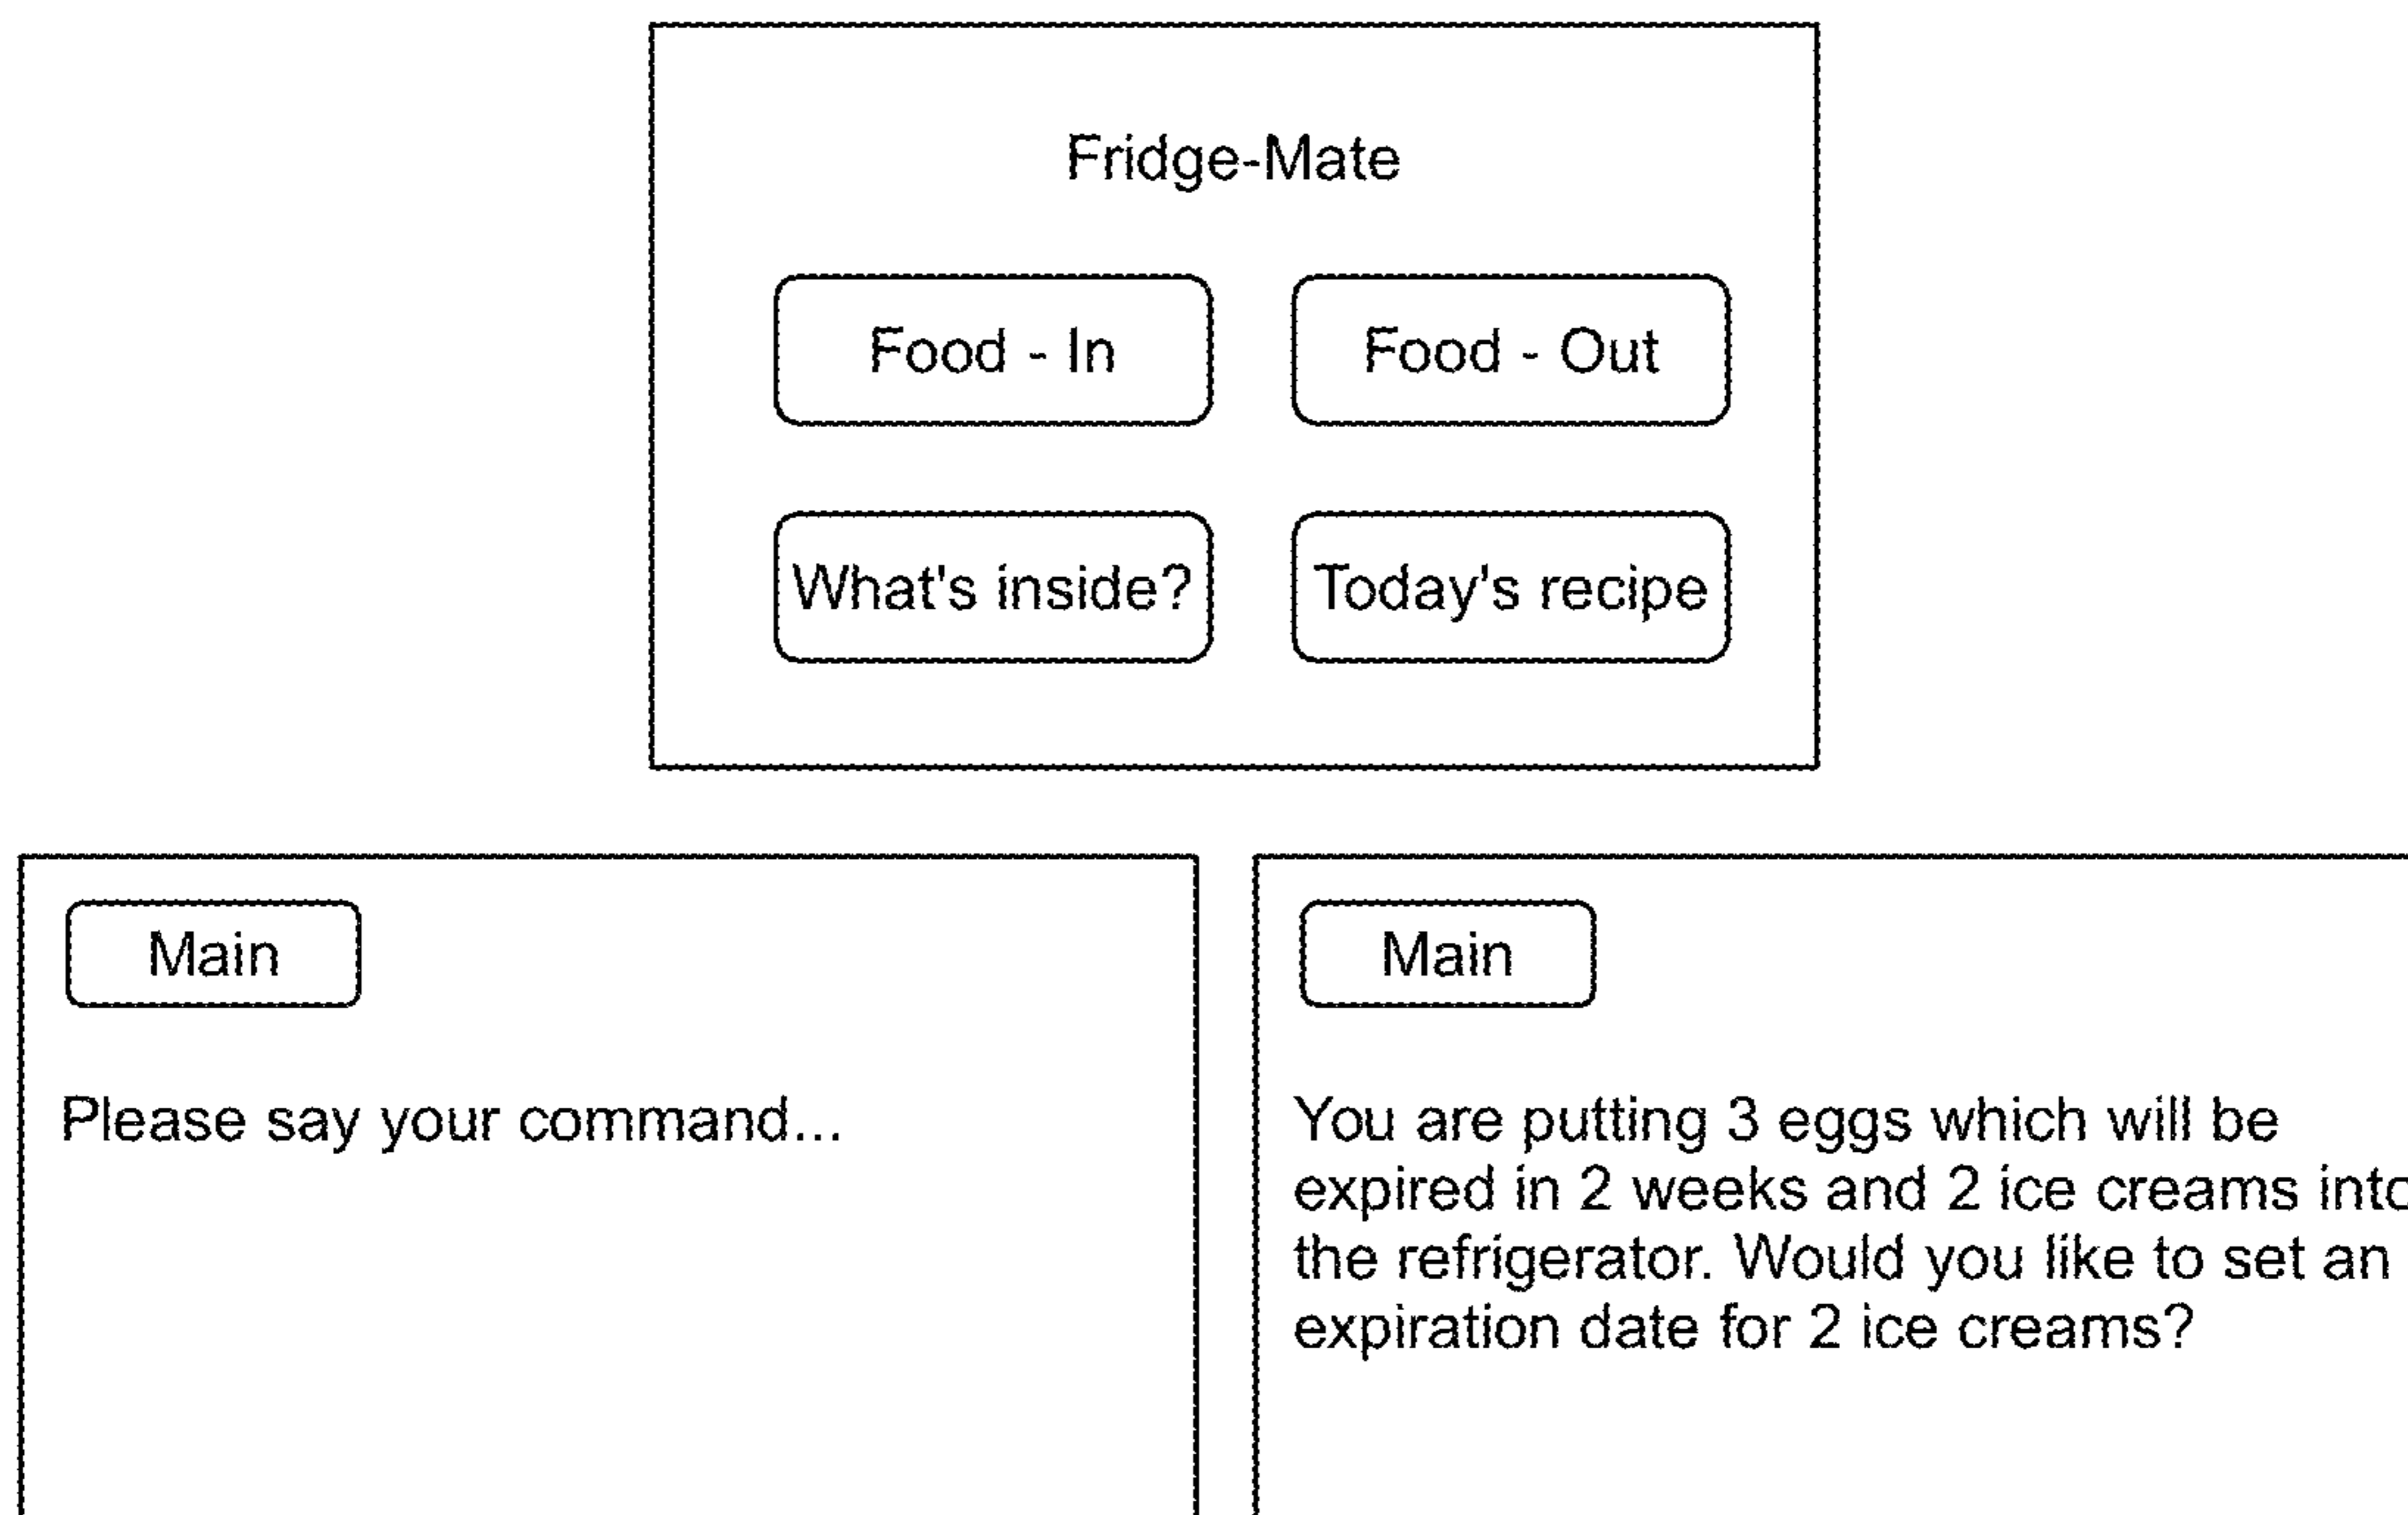 Fridge-Mate
Food - In
Food - Out
What's inside?
Today's recipe
Main
Please say your command...
Main
You are putting 3 eggs which will be
expired in 2 weeks and 2 ice creams into
the refrigerator. Would you like to set an
expiration date for 2 ice creams?